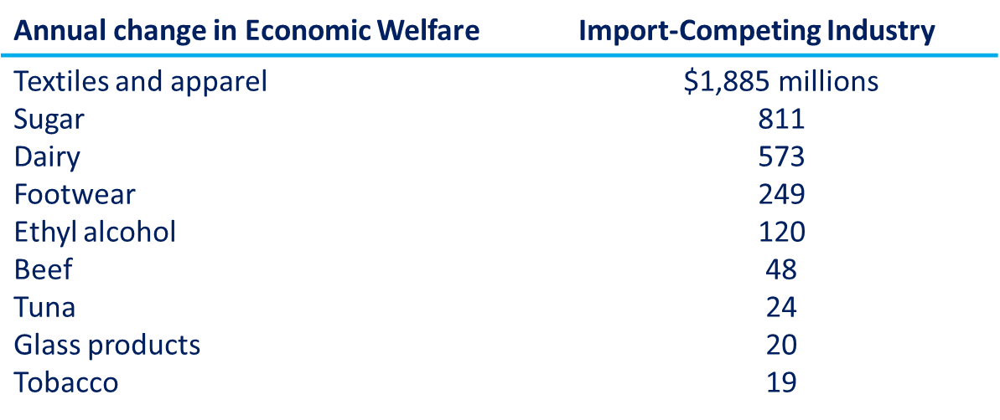 Annual change in Economic Welfare Import-Competing Industry
Textiles and apparel $1,885 millions
Sugar 811
Dairy 573
Footwear 249
Ethyl alcohol 120
Beef 48
Tuna 24
Glass products 20
Tobacco 19